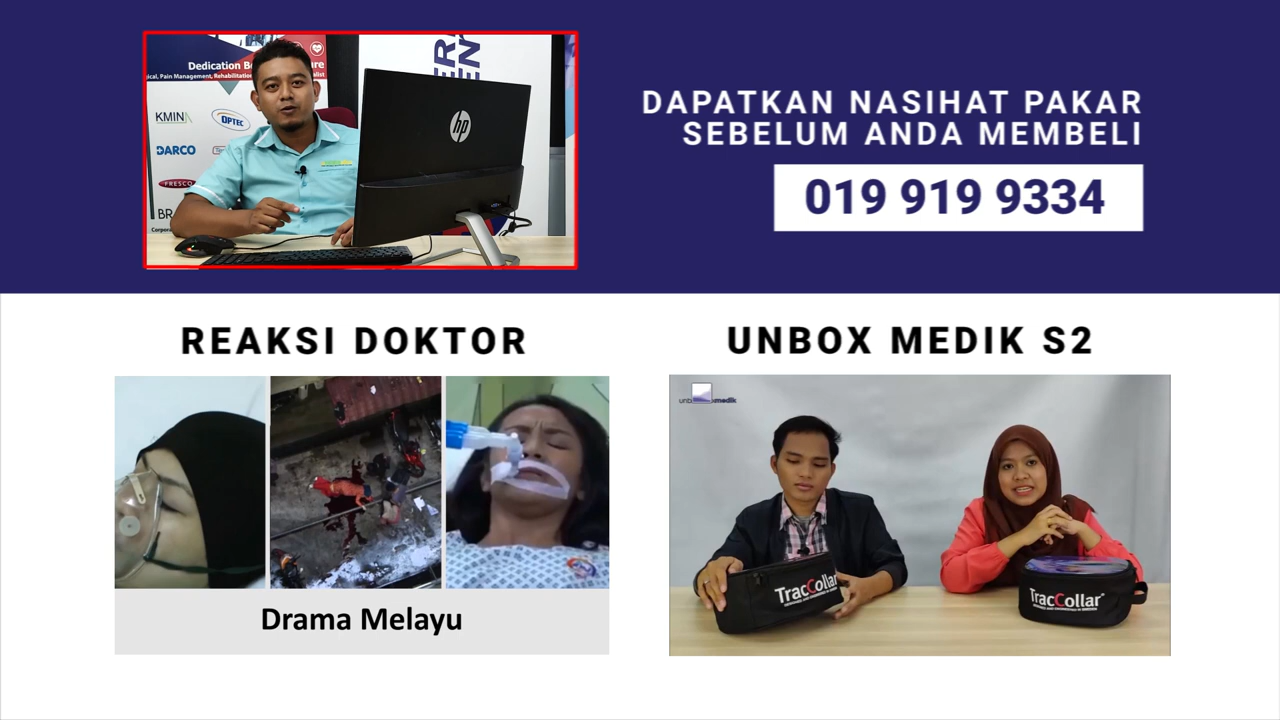 Dedication Be
KMINA
OPTEC
DARCO
FRESCO
hp
DAPATKAN NASIHAT PAKAR
SEBELUM ANDA MEMBELI
019 919 9334
REAKSI DOKTOR
UNBOX MEDIK S2
Drama Melayu
TracCollar
TracCollar